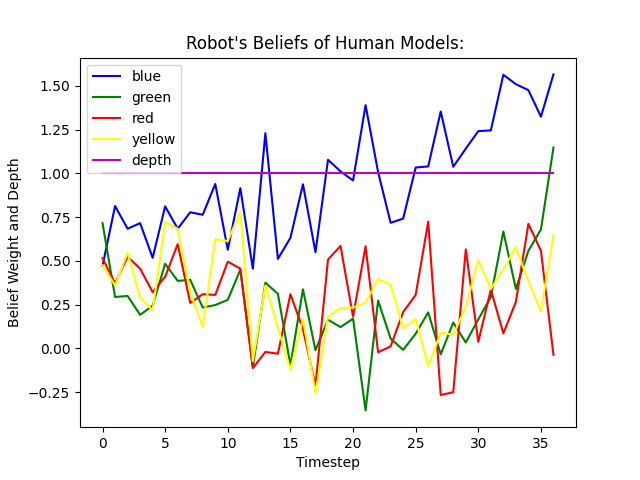 Robot's Beliefs of Human Models:
blue
green
red
yellow
depth
1.50
1.25
1.00
0.75
0.50
0.25
0.00
−0.25
Belief Weight and Depth
0 5 10 15 20 25 30 35
Timestep